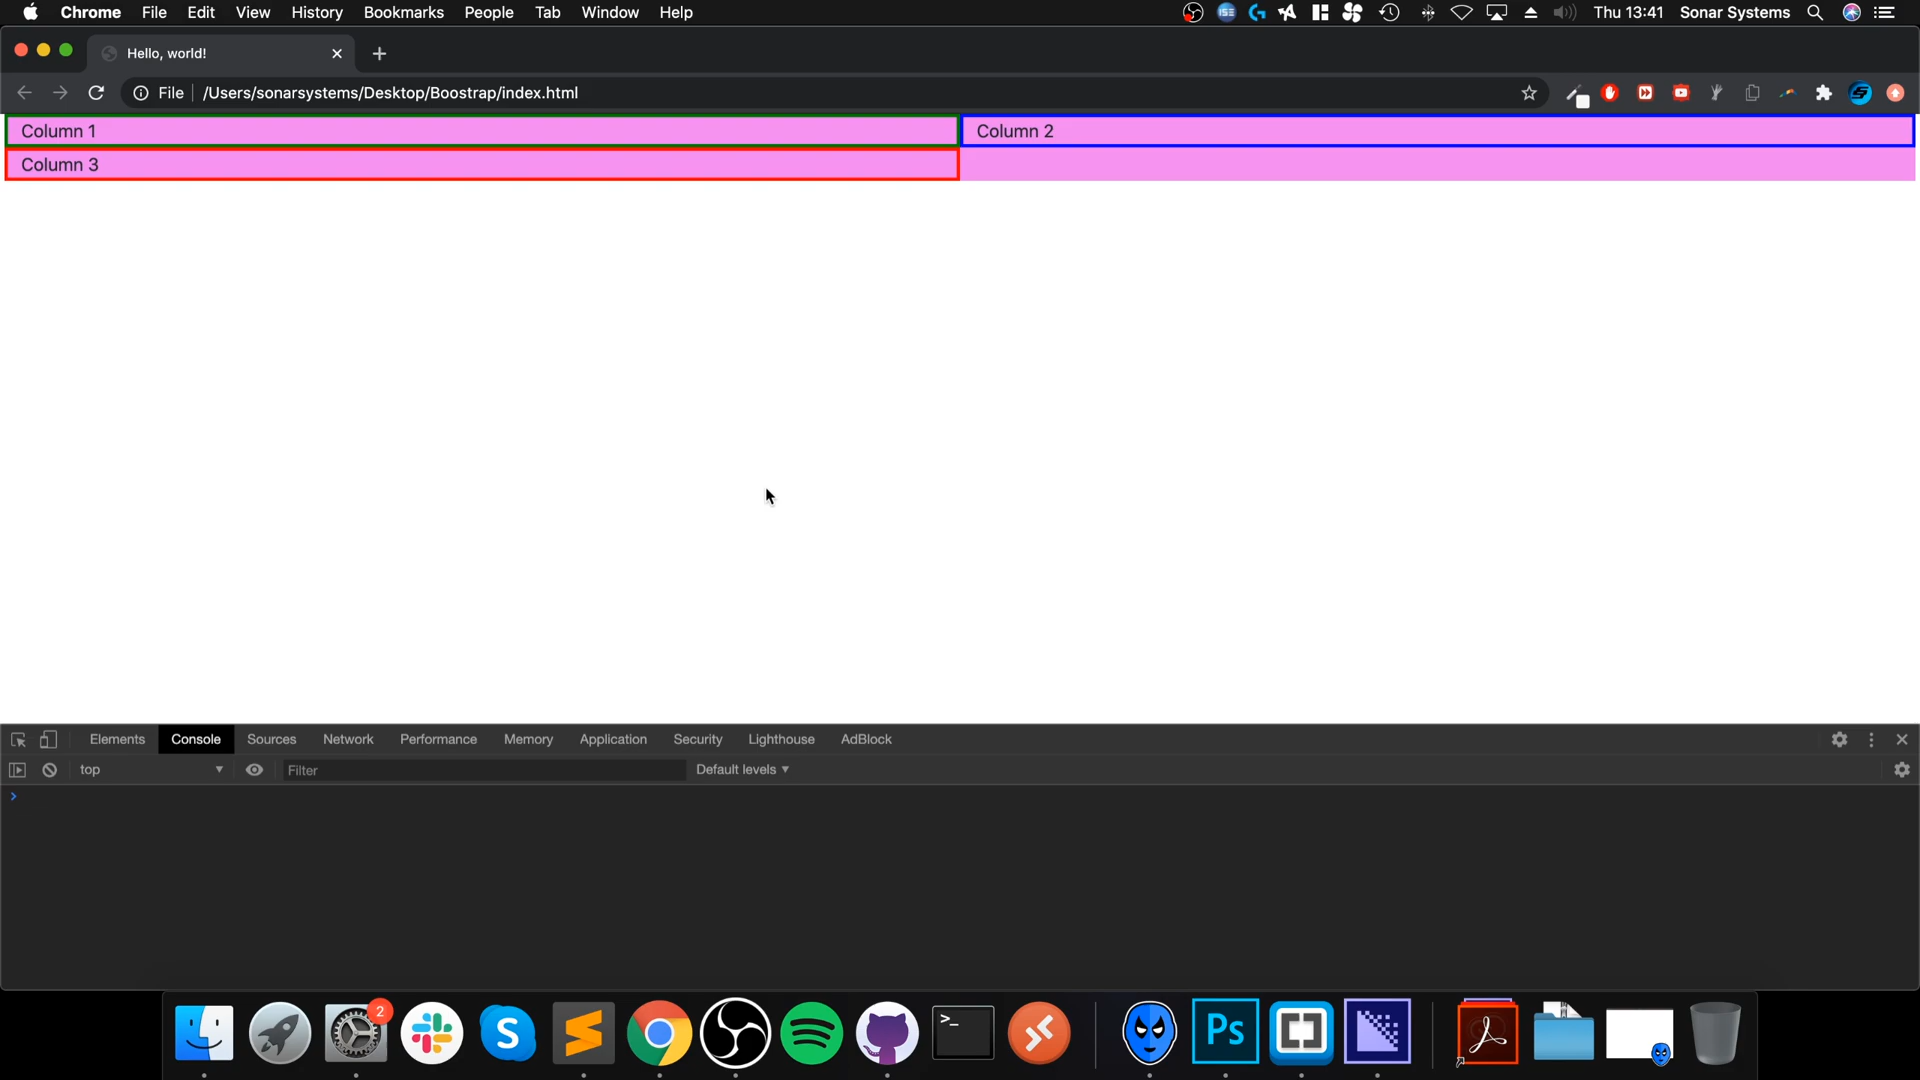 Chrome File Edit View History Bookmarks People Tab Window Help ISE Thu 13:41 Sonar Systems
Hello, world!
File /Users/sonarsystems/Desktop/Boostrap/index.html
Column 1 Column 2
Column 3
Elements Console Sources Network Performance Memory Application Security Lighthouse AdBlock
top Filter Default levels
2
S >_ Ps